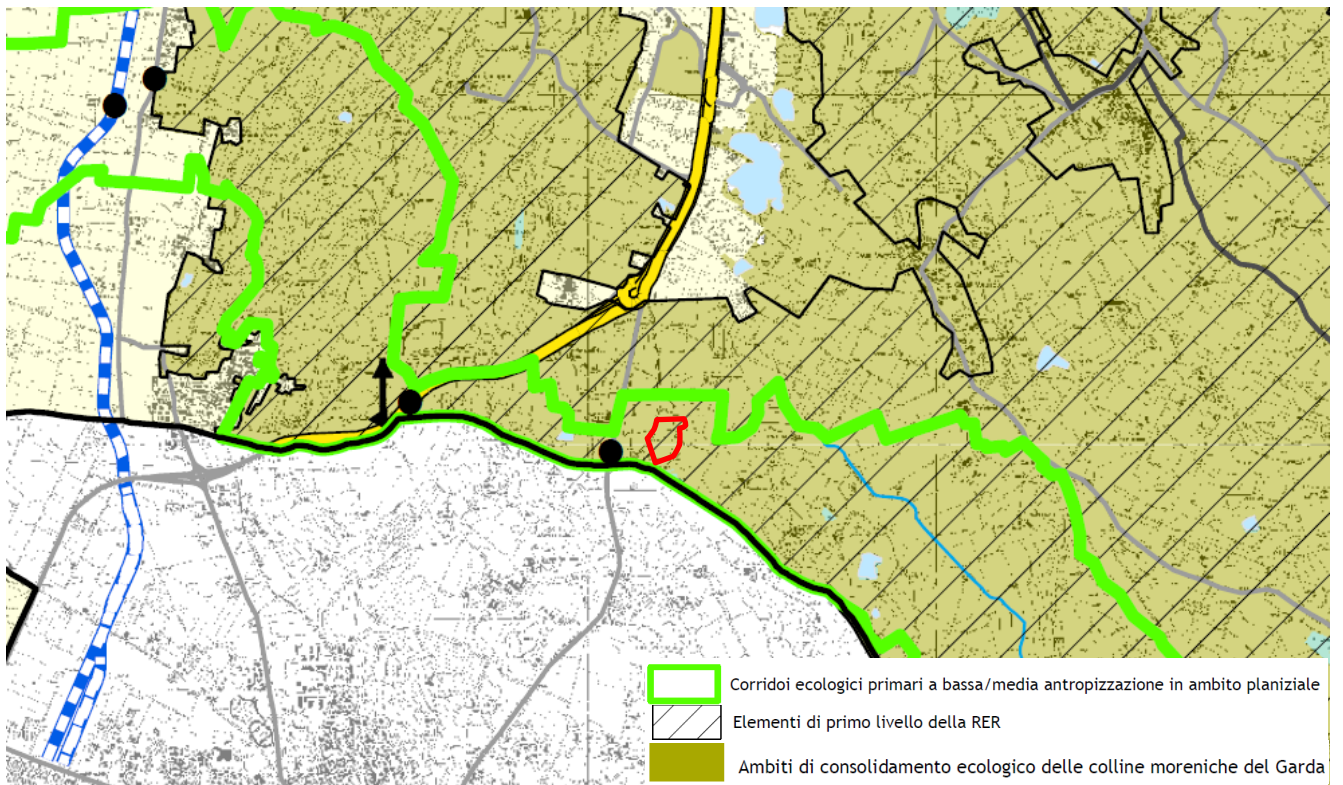 Corridoi ecologici primari a bassa/media antropizzazione in ambito planiziale
Elementi di primo livello della RER
Ambiti di consolidamento ecologico delle colline moreniche del Garda